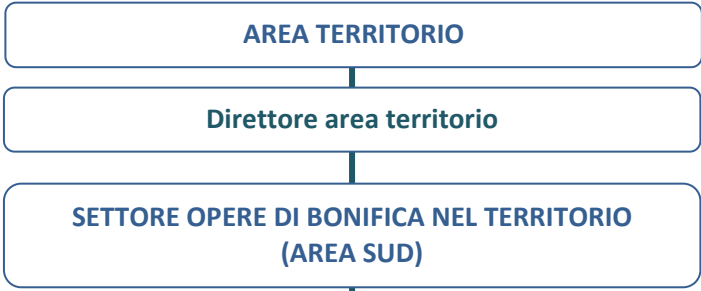 AREA TERRITORIO
Direttore area territorio
SETTORE OPERE DI BONIFICA NEL TERRITORIO
(AREA SUD)